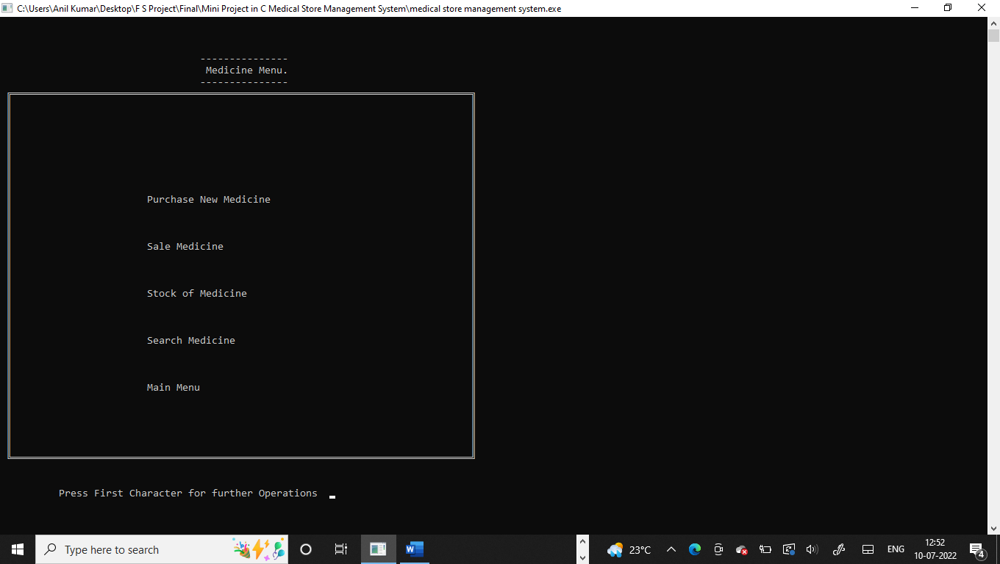 C:\Users\Anil Kumar\Desktop\F S Project\Final\Mini Project in C Medical Store Management System\medical store management system.exe
---------------
Medicine Menu.
---------------
Purchase New Medicine
Sale Medicine
Stock of Medicine
Search Medicine
Main Menu
Press First Character for further Operations
Type here to search
23°C
ENG
12:52
10-07-2022
4